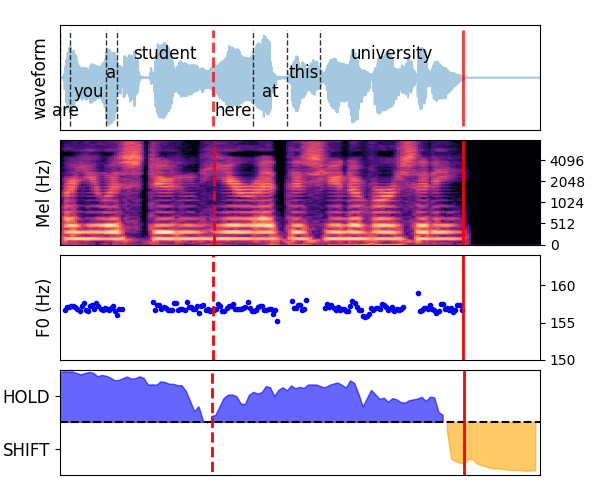 waveform
are
you
a
student
here
at
this
university
Mel (Hz)
4096
2048
1024
512
0
F0 (Hz)
160
155
150
HOLD
SHIFT